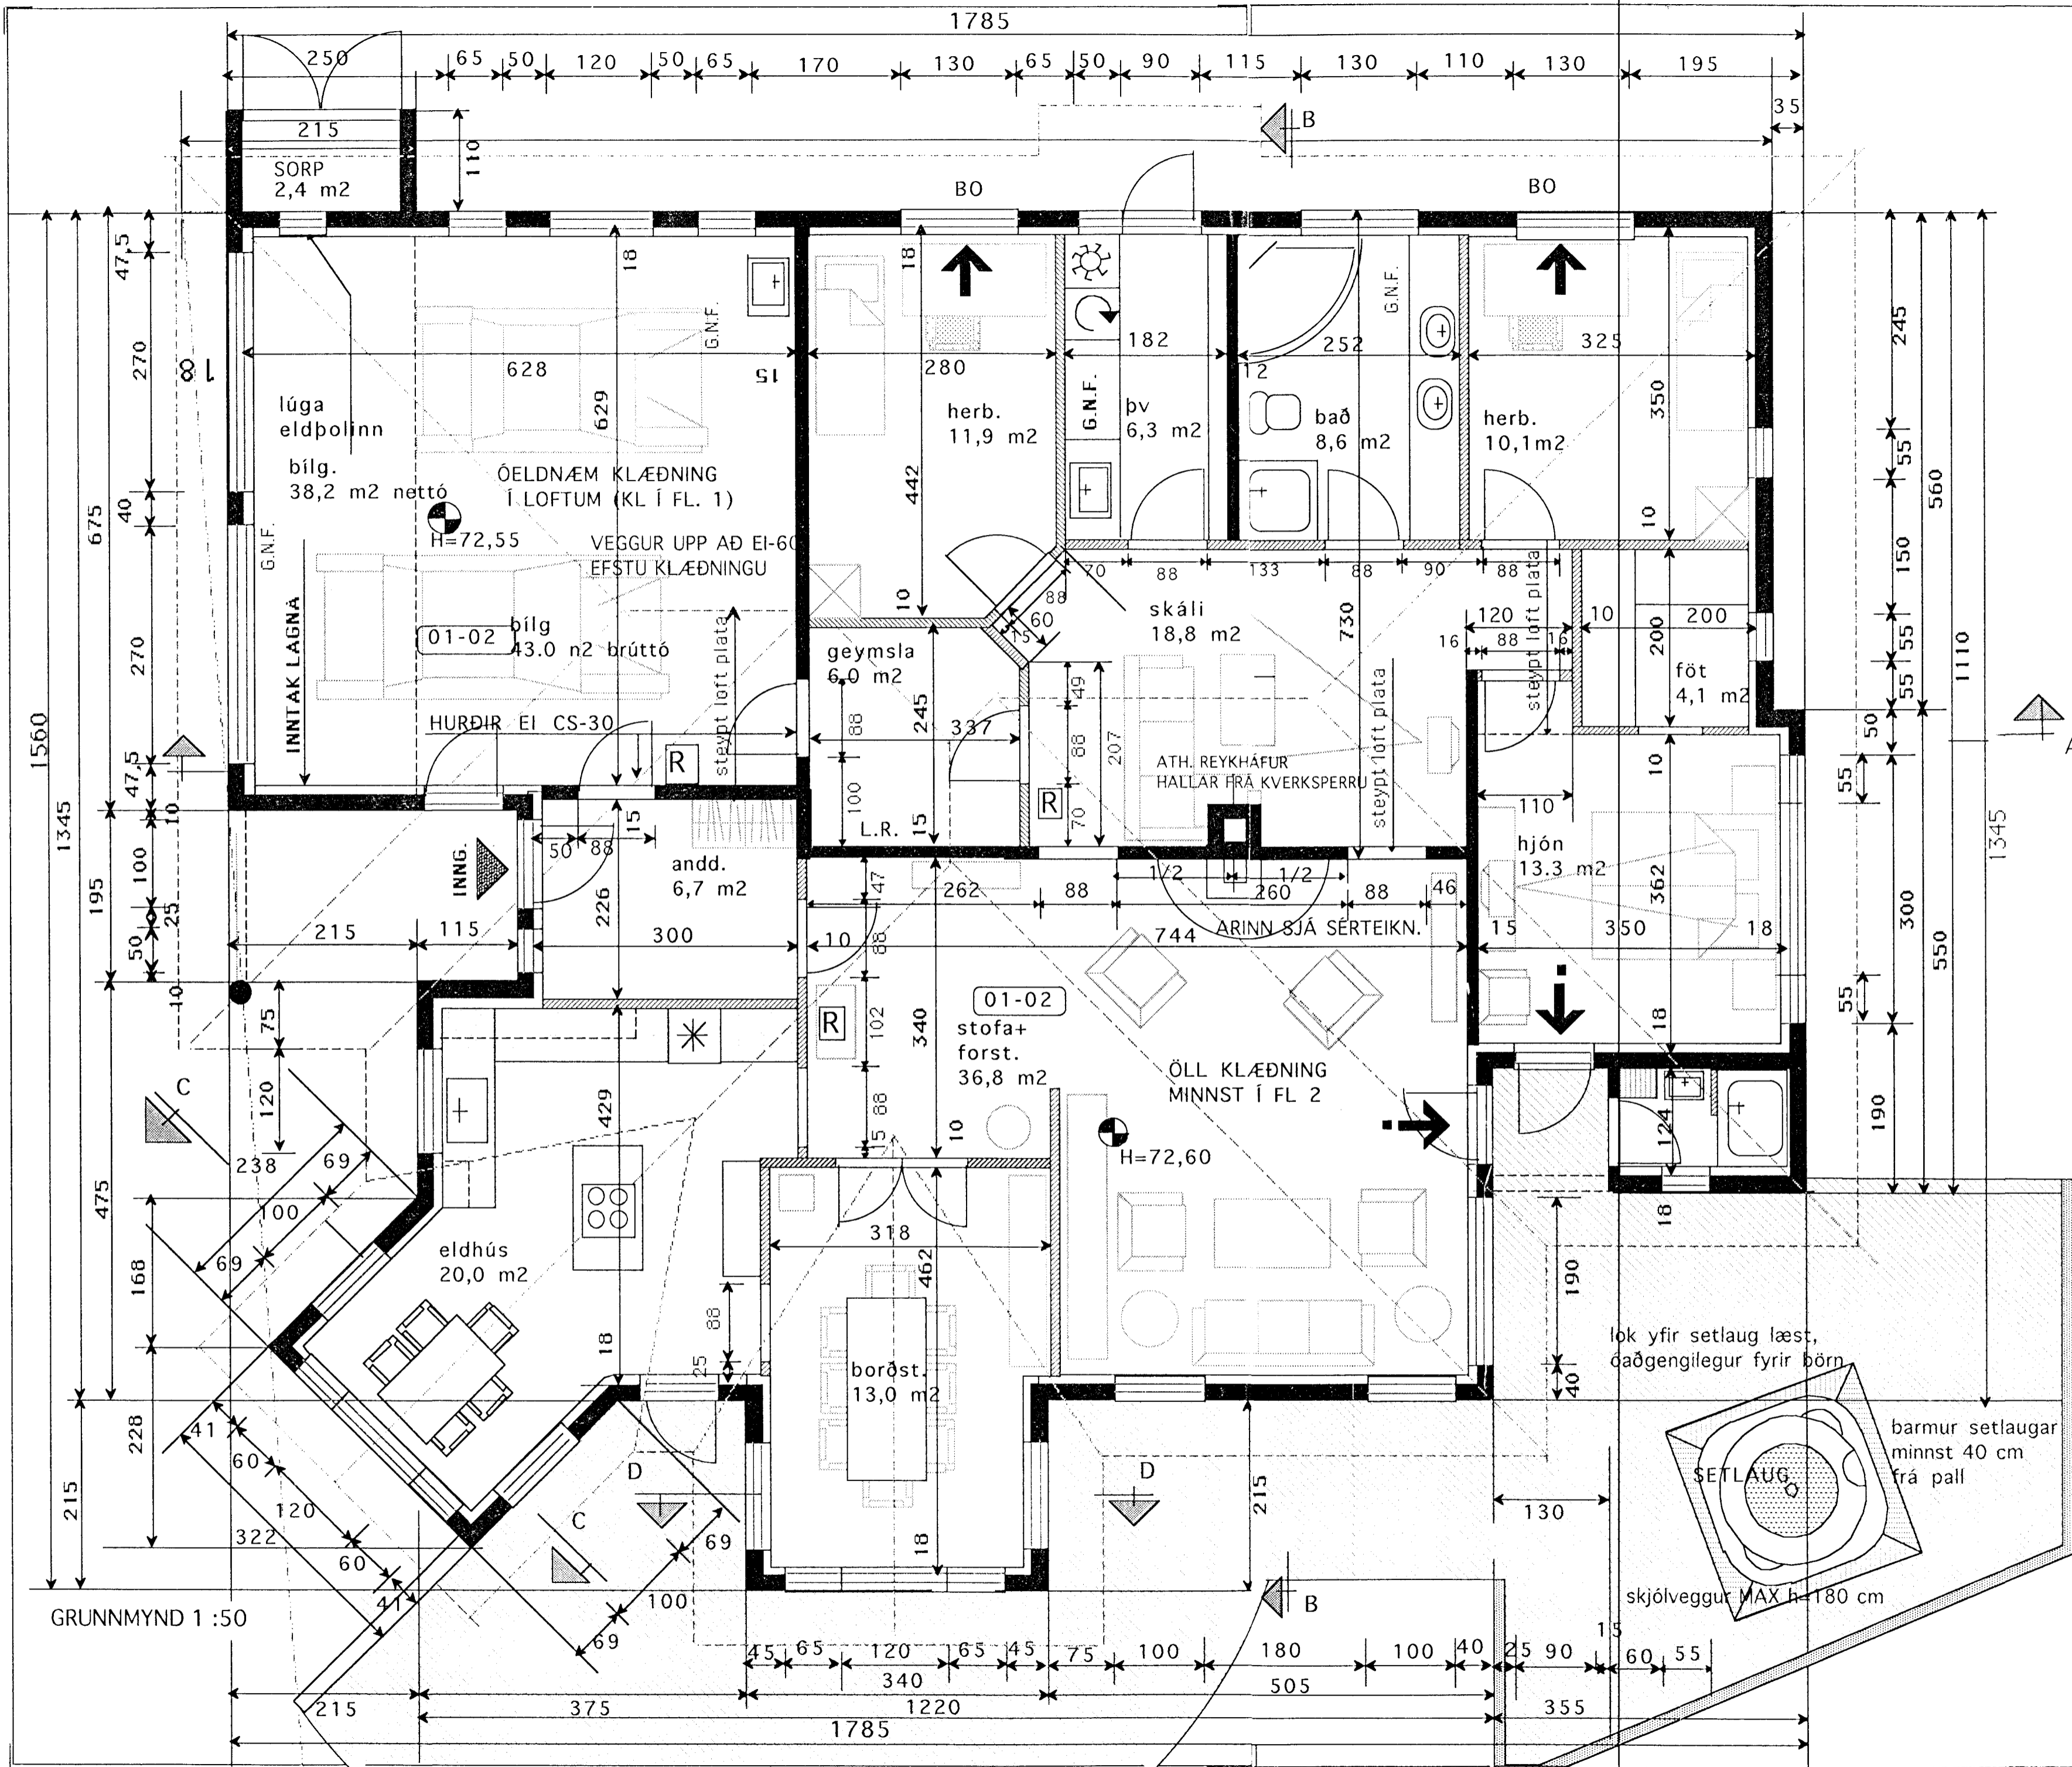 1785
250 65 50 120 50 65 170 130 65 50 90 115 130 110 130 195
35
215
110
B
SORP
2,4 m2
BO
BO
47,5
270
40
270
47,5
10
100
25
50
10
675
195
475
1560
1345
215
18
18
18
628
629
15
G.N.F.
lúga
eldþolinn
bílg.
38,2 m2 nettó
ÓELDNÆM KLÆÐNING
Í LOFTUM (KL Í FL. 1)
H=72,55
VEGGUR UPP AÐ EI-60
EFSTU KLÆÐNINGU
G.N.F.
INNTAK LAGNA
01-02
bílg
43.0 n2 brúttó
steypt loft plata
HURÐIR EI CS-30
R
280
442
10
herb.
11,9 m2
182
G.N.F.
þv
6,3 m2
252
12
G.N.F.
bað
8,6 m2
325
350
10
herb.
10,1m2
70 88 133 88 90 88
88
60
15
skáli
18,8 m2
730
120
88
16
16
steypt loft plata
10
200
200
föt
4,1 m2
geymsla
6,0 m2
245
337
88
100
15
L.R.
49
88
70
207
R
ATH. REYKHÁFUR
HALLAR FRÁ KVERKSPERRU
steypt loft plata
110
10
hjón
13.3 m2
362
15 350 18
18
245
55
150
55
55
50
300
190
55
55
560
550
1110
1345
A
INNG.
50 88
15
andd.
6,7 m2
226
300
215 115
47
88
102
88
15
262 88 1/2 1/2 260 88 46
10 744
ARINN SJÁ SÉRTEIKN.
01-02
stofa+
forst.
36,8 m2
340
10
R
ÖLL KLÆÐNING
MINNST Í FL 2
H=72,60
124
18
75
120
C
238
69
100
69
168
228
429
18
eldhús
20,0 m2
318
462
88
25
borðst.
13,0 m2
18
190
40
lok yfir setlaug læst,
óaðgengilegur fyrir börn
barmur setlaugar
minnst 40 cm
frá pall
SETLAUG
130
skjólveggur MAX h=180 cm
41
60
120
322
60
41
C
D
D
69
100
69
215
B
GRUNNMYND 1 :50
45 65 120 65 45 75 100 180 100 40 25 90 15 60 55
340
505
215 375 1220 355
1785